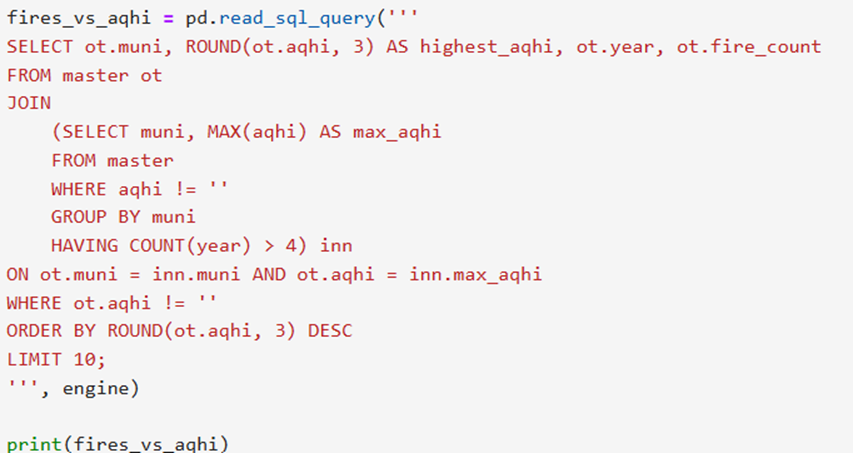 fires_vs_aqhi = pd.read_sql_query('''
SELECT ot.muni, ROUND(ot.aqhi, 3) AS highest_aqhi, ot.year, ot.fire_count
FROM master ot
JOIN
    (SELECT muni, MAX(aqhi) AS max_aqhi
    FROM master
    WHERE aqhi != ''
    GROUP BY muni
    HAVING COUNT(year) > 4) inn
ON ot.muni = inn.muni AND ot.aqhi = inn.max_aqhi
WHERE ot.aqhi != ''
ORDER BY ROUND(ot.aqhi, 3) DESC
LIMIT 10;
''', engine)
print(fires_vs_aqhi)